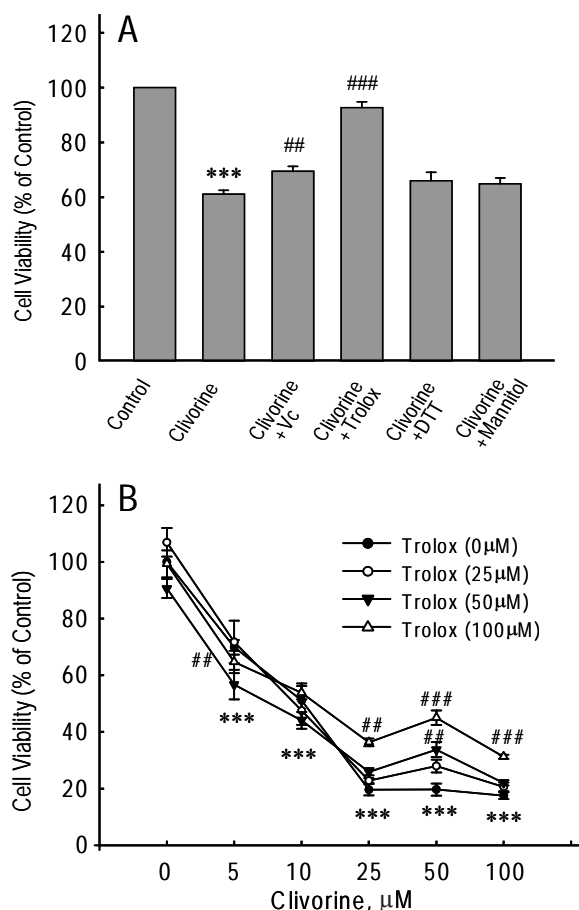 A
120
100
80
60
40
20
0
Cell Viability (% of Control)
###
##
***
Control
Clivorine
Clivorine
+Vc
Clivorine
+Trolox
Clivorine
+DTT
Clivorine
+Mannitol
B
120
100
80
60
40
20
0
Cell Viability (% of Control)
Trolox (0μM)
Trolox (25μM)
Trolox (50μM)
Trolox (100μM)
##
***
***
##
###
##
###
***
***
***
0 5 10 25 50 100
Clivorine, μM